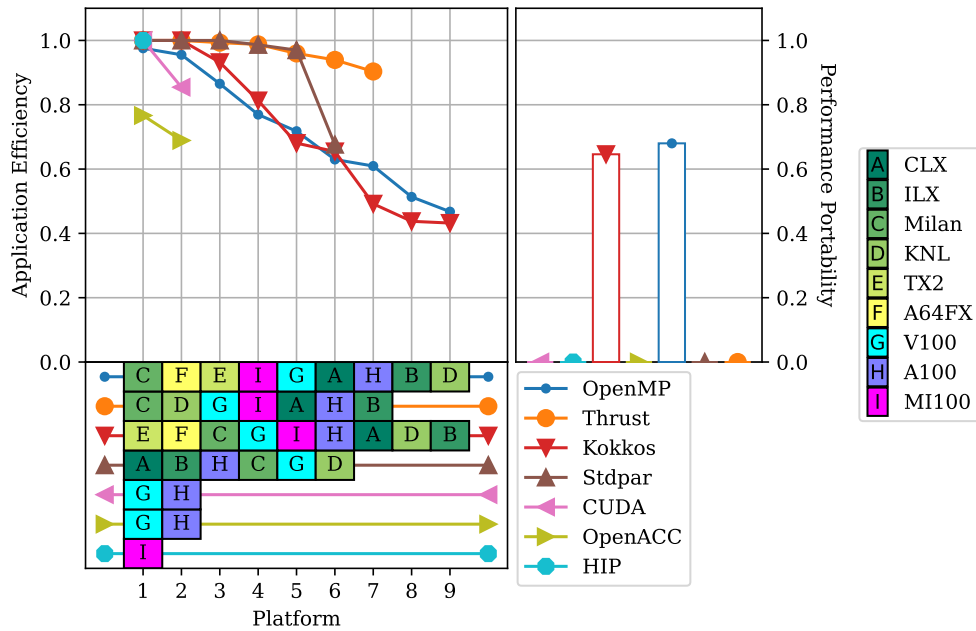 1.0
0.8
0.6
0.4
0.2
0.0
Application Efficiency
1.0
0.8
0.6
0.4
0.2
0.0
Performance Portability
C F E I G A H B D
C D G I A H B
E F C G I H A D B
A B H C G D
G H
G H
I
1 2 3 4 5 6 7 8 9
Platform
OpenMP
Thrust
Kokkos
Stdpar
CUDA
OpenACC
HIP
A CLX
B ILX
C Milan
D KNL
E TX2
F A64FX
G V100
H A100
I MI100